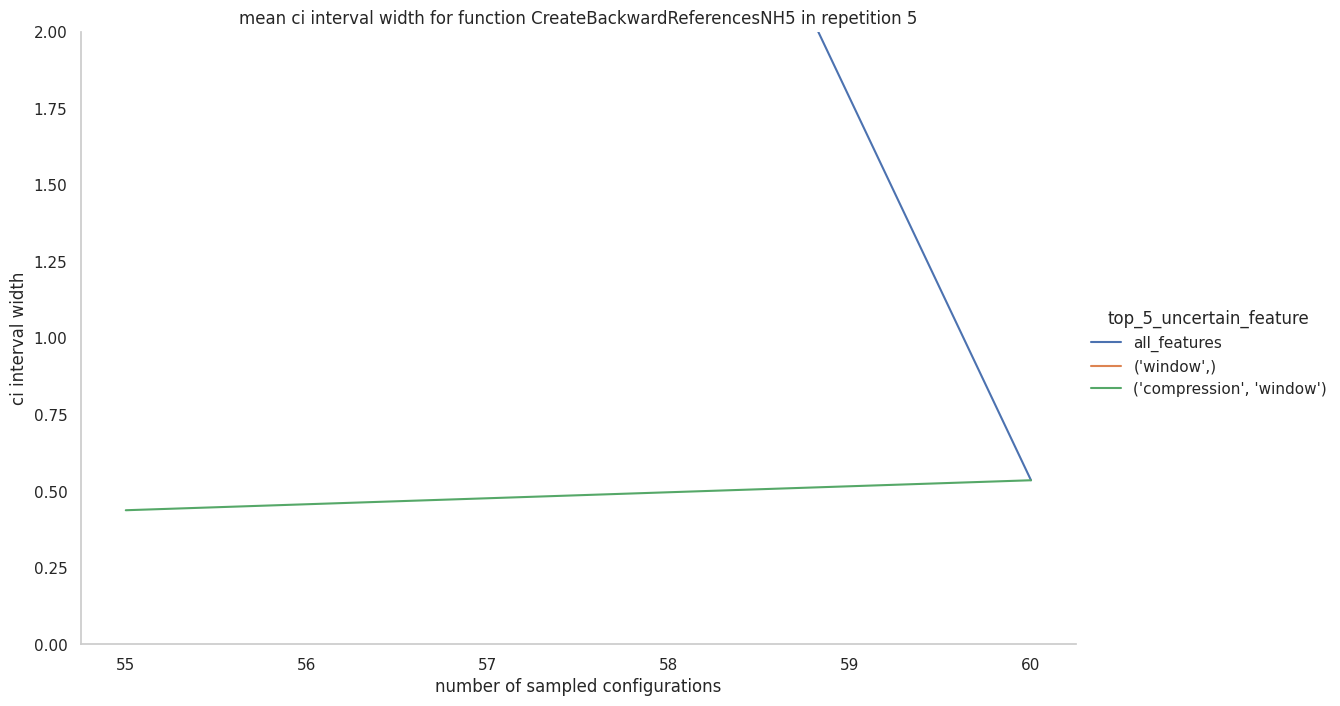 mean ci interval width for function CreateBackwardReferencesNH5 in repetition 5
2.00
1.75
1.50
1.25
1.00
0.75
0.50
0.25
0.00
ci interval width
55 56 57 58 59 60
number of sampled configurations
top_5_uncertain_feature
all_features
('window',)
('compression', 'window')